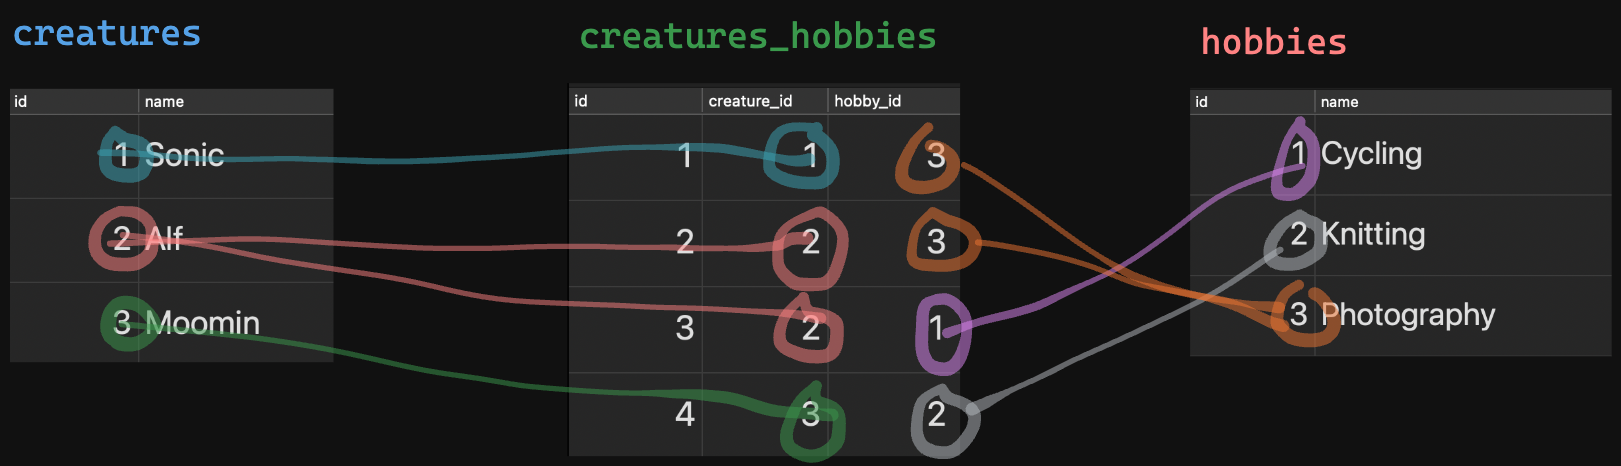 creatures
id name
1 Sonic
2 Alf
3 Moomin
creatures_hobbies
id creature_id hobby_id
1 1 3
2 2 3
3 2 1
4 3 2
hobbies
id name
1 Cycling
2 Knitting
3 Photography